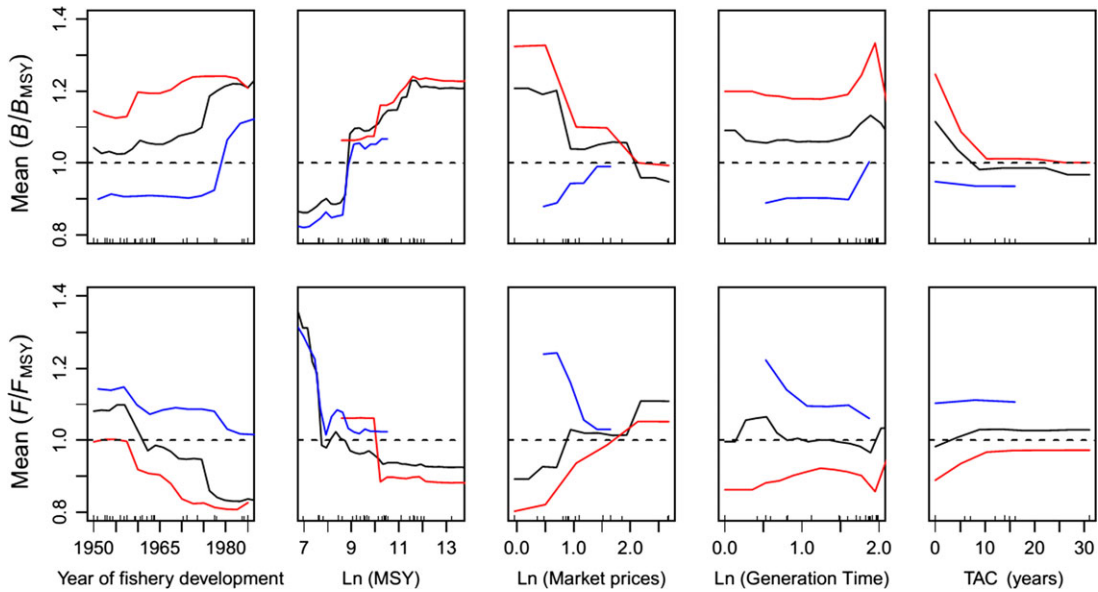 Mean (B/B_MSY)
1.4
1.2
1.0
0.8
Mean (F/F_MSY)
1.4
1.2
1.0
0.8
1950 1965 1980
7 9 11 13
0.0 1.0 2.0
0.0 1.0 2.0
0 10 20 30
Year of fishery development
Ln (MSY)
Ln (Market prices)
Ln (Generation Time)
TAC (years)